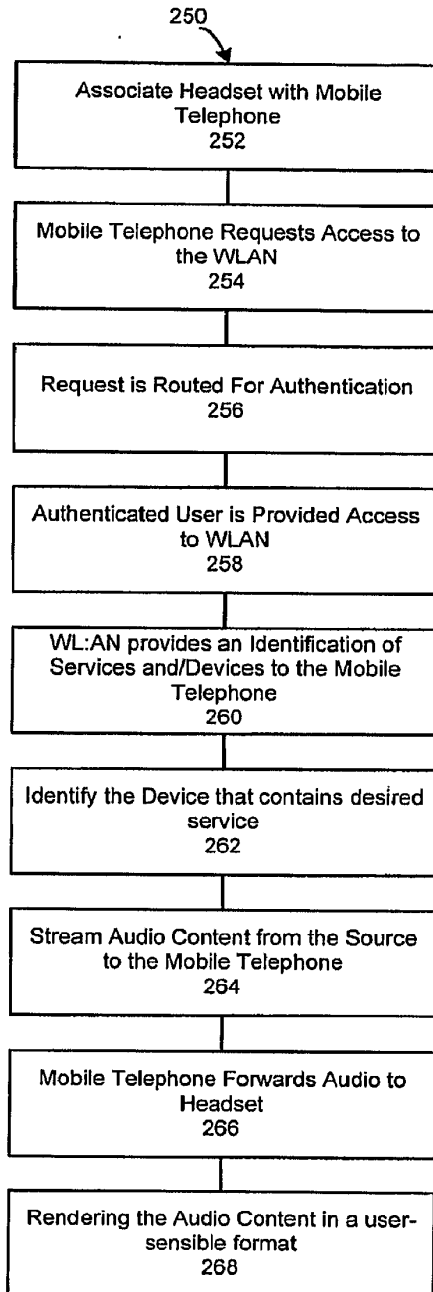 250
Associate Headset with Mobile
Telephone
252
Mobile Telephone Requests Access to
the WLAN
254
Request is Routed For Authentication
256
Authenticated User is Provided Access
to WLAN
258
WL:AN provides an Identification of
Services and/Devices to the Mobile
Telephone
260
Identify the Device that contains desired
service
262
Stream Audio Content from the Source
to the Mobile Telephone
264
Mobile Telephone Forwards Audio to
Headset
266
Rendering the Audio Content in a user-
sensible format
268